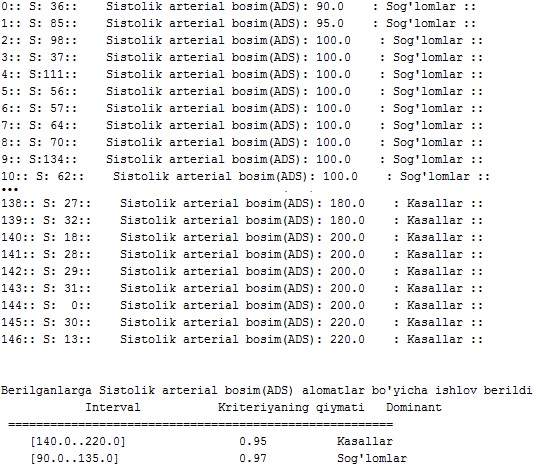 0:: S: 36:: Sistolik arterial bosim(ADS): 90.0 : Sog'lomlar ::
1:: S: 85:: Sistolik arterial bosim(ADS): 95.0 : Sog'lomlar ::
2:: S: 98:: Sistolik arterial bosim(ADS): 100.0 : Sog'lomlar ::
3:: S: 37:: Sistolik arterial bosim(ADS): 100.0 : Sog'lomlar ::
4:: S:111:: Sistolik arterial bosim(ADS): 100.0 : Sog'lomlar ::
5:: S: 56:: Sistolik arterial bosim(ADS): 100.0 : Sog'lomlar ::
6:: S: 57:: Sistolik arterial bosim(ADS): 100.0 : Sog'lomlar ::
7:: S: 64:: Sistolik arterial bosim(ADS): 100.0 : Sog'lomlar ::
8:: S: 70:: Sistolik arterial bosim(ADS): 100.0 : Sog'lomlar ::
9:: S:134:: Sistolik arterial bosim(ADS): 100.0 : Sog'lomlar ::
10:: S: 62:: Sistolik arterial bosim(ADS): 100.0 : Sog'lomlar ::
•••
138:: S: 27:: Sistolik arterial bosim(ADS): 180.0 : Kasallar ::
139:: S: 32:: Sistolik arterial bosim(ADS): 180.0 : Kasallar ::
140:: S: 18:: Sistolik arterial bosim(ADS): 200.0 : Kasallar ::
141:: S: 28:: Sistolik arterial bosim(ADS): 200.0 : Kasallar ::
142:: S: 29:: Sistolik arterial bosim(ADS): 200.0 : Kasallar ::
143:: S: 31:: Sistolik arterial bosim(ADS): 200.0 : Kasallar ::
144:: S: 0:: Sistolik arterial bosim(ADS): 200.0 : Kasallar ::
145:: S: 30:: Sistolik arterial bosim(ADS): 220.0 : Kasallar ::
146:: S: 13:: Sistolik arterial bosim(ADS): 220.0 : Kasallar ::
Berilganlarga Sistolik arterial bosim(ADS) alomatlar bo'yicha ishlov berildi
Interval Kriteriyaning qiymati Dominant
======================================================
[140.0..220.0] 0.95 Kasallar
[90.0..135.0] 0.97 Sog'lomlar